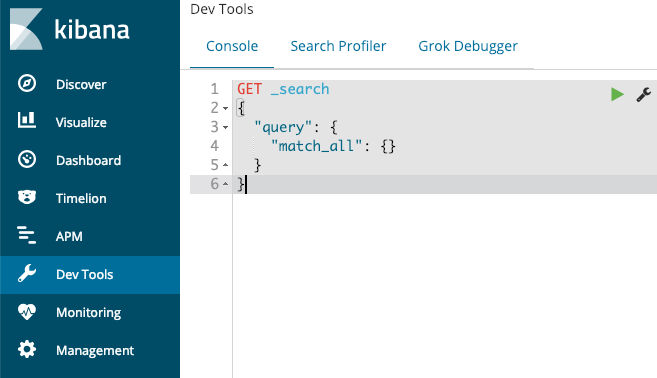 kibana
Discover
Visualize
Dashboard
Timelion
APM
Dev Tools
Monitoring
Management
Dev Tools
Console Search Profiler Grok Debugger
1 GET _search
2 {
3   "query": {
4     "match_all": {}
5   }
6 }